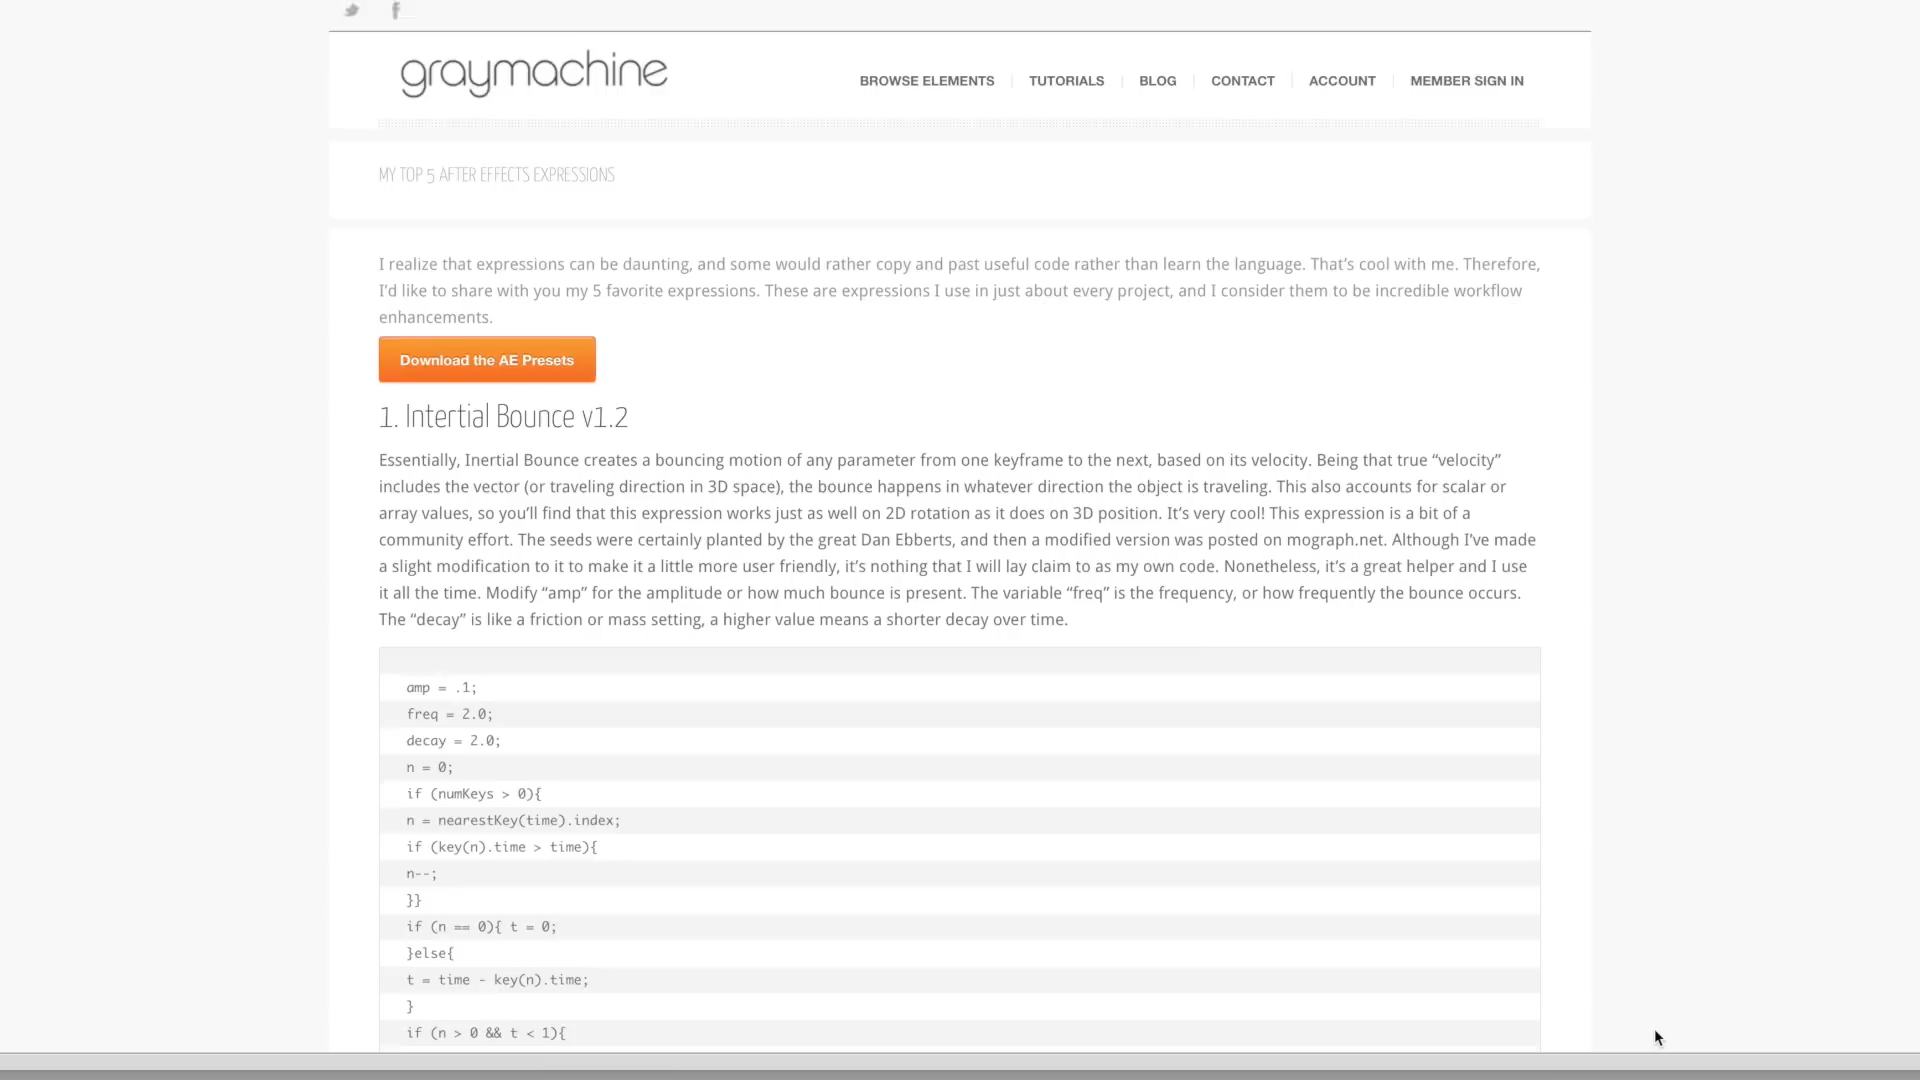 graymachine
BROWSE ELEMENTS TUTORIALS BLOG CONTACT ACCOUNT MEMBER SIGN IN
MY TOP 5 AFTER EFFECTS EXPRESSIONS
I realize that expressions can be daunting, and some would rather copy and past useful code rather than learn the language. That's cool with me. Therefore,
I'd like to share with you my 5 favorite expressions. These are expressions I use in just about every project, and I consider them to be incredible workflow
enhancements.
Download the AE Presets
1. Intertial Bounce v1.2
Essentially, Inertial Bounce creates a bouncing motion of any parameter from one keyframe to the next, based on its velocity. Being that true “velocity”
includes the vector (or traveling direction in 3D space), the bounce happens in whatever direction the object is traveling. This also accounts for scalar or
array values, so you'll find that this expression works just as well on 2D rotation as it does on 3D position. It's very cool! This expression is a bit of a
community effort. The seeds were certainly planted by the great Dan Ebberts, and then a modified version was posted on mograph.net. Although I've made
a slight modification to it to make it a little more user friendly, it's nothing that I will lay claim to as my own code. Nonetheless, it's a great helper and I use
it all the time. Modify “amp” for the amplitude or how much bounce is present. The variable “freq” is the frequency, or how frequently the bounce occurs.
The “decay” is like a friction or mass setting, a higher value means a shorter decay over time.
amp = .1;
freq = 2.0;
decay = 2.0;
n = 0;
if (numKeys > 0){
n = nearestKey(time).index;
if (key(n).time > time){
n--;
}}
if (n == 0){ t = 0;
}else{
t = time - key(n).time;
}
if (n > 0 && t < 1){